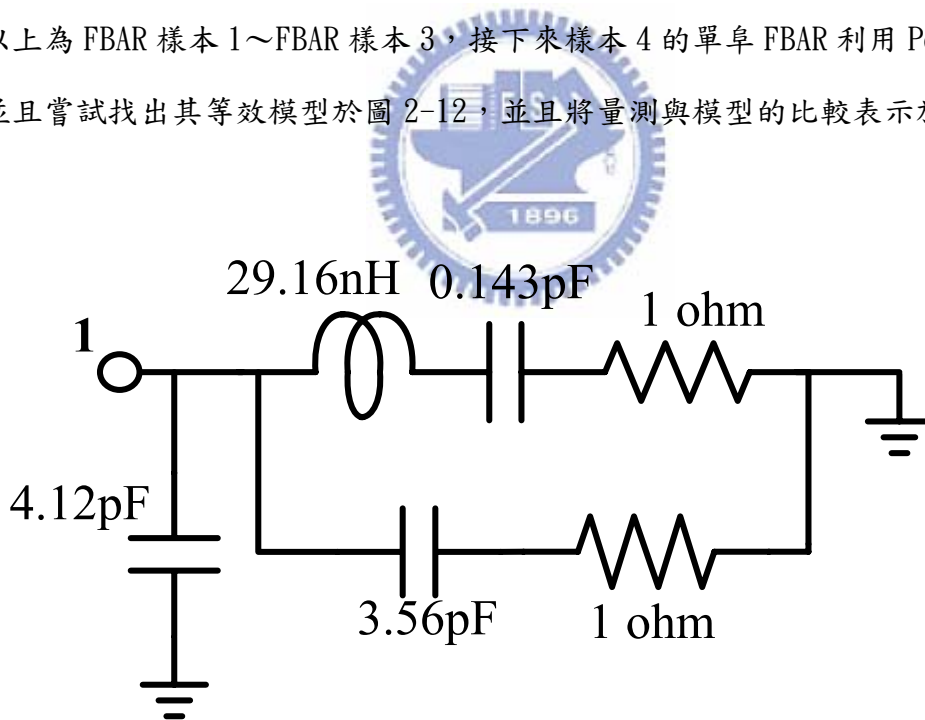 以上為 FBAR 樣本 1～FBAR 樣本 3，接下來樣本 4 的單阜 FBAR 利用
並且嘗試找出其等效模型於圖 2-12，並且將量測與模型的比較表示
ES
1896
29.16nH 0.143pF
1 ohm
1
4.12pF
3.56pF
1 ohm